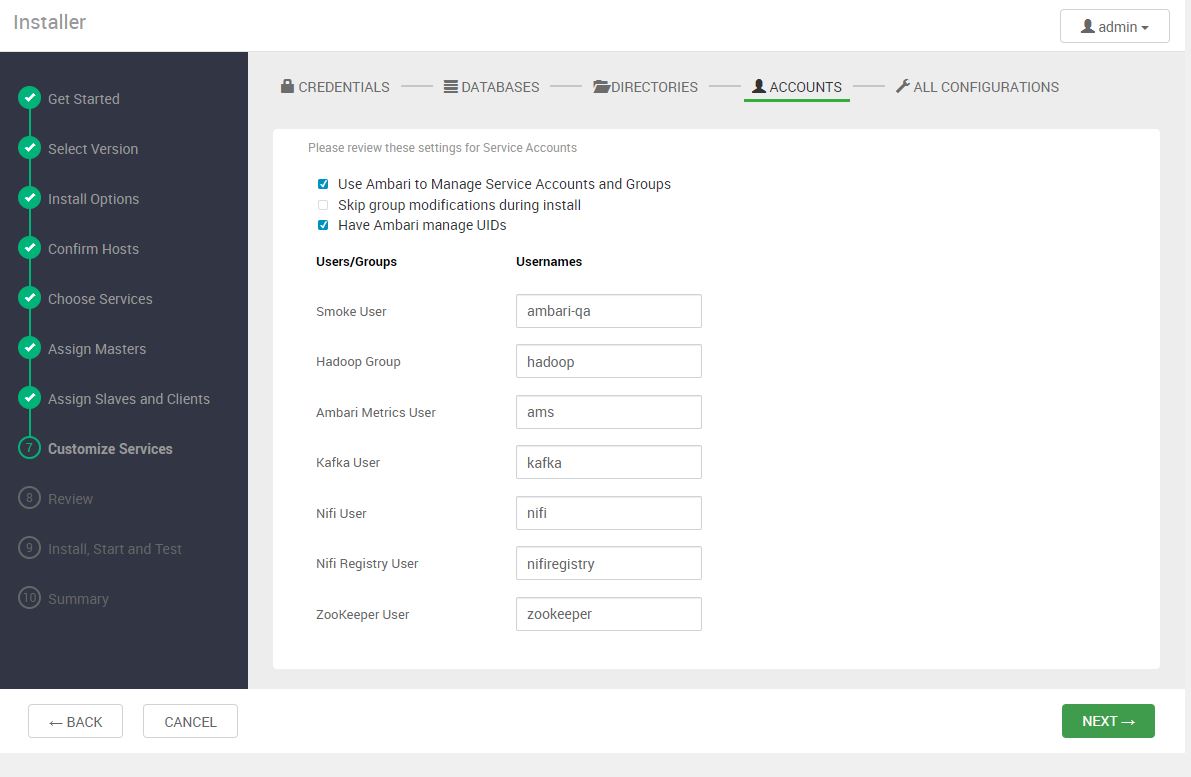 Installer
admin
Get Started
Select Version
Install Options
Confirm Hosts
Choose Services
Assign Masters
Assign Slaves and Clients
7 Customize Services
8 Review
9 Install, Start and Test
10 Summary
CREDENTIALS DATABASES DIRECTORIES ACCOUNTS ALL CONFIGURATIONS
Please review these settings for Service Accounts
Use Ambari to Manage Service Accounts and Groups
Skip group modifications during install
Have Ambari manage UIDs
Users/Groups Usernames
Smoke User ambari-qa
Hadoop Group hadoop
Ambari Metrics User ams
Kafka User kafka
Nifi User nifi
Nifi Registry User nifiregistry
ZooKeeper User zookeeper
← BACK CANCEL NEXT →